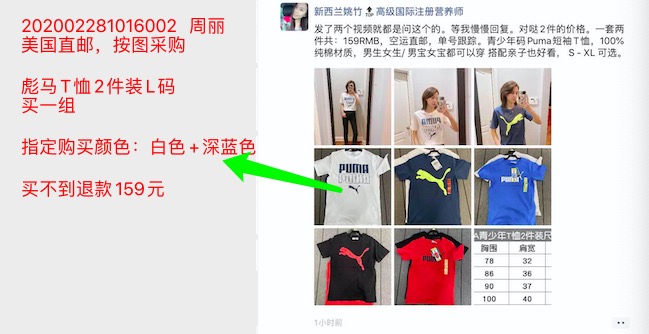 202002281016002 周丽
美国直邮，按图采购
彪马T恤2件装L码
买一组
指定购买颜色：白色+深蓝色
买不到退款159元
新西兰姚竹 高级国际注册营养师
发了两个视频就都是问这个的。等我慢慢回复。对哒2件的价格。一套两
件共：159RMB，空运直邮，单号跟踪。青少年码Puma短袖T恤，100%
纯棉材质，男生女生/男宝女宝都可以穿 搭配亲子也好看， S - XL 可选。
PUMA
PUMA
PUMA
PUMA
A青少年T恤2件装尺
胸围 肩宽
78 32
86 36
90 37
100 40
1小时前